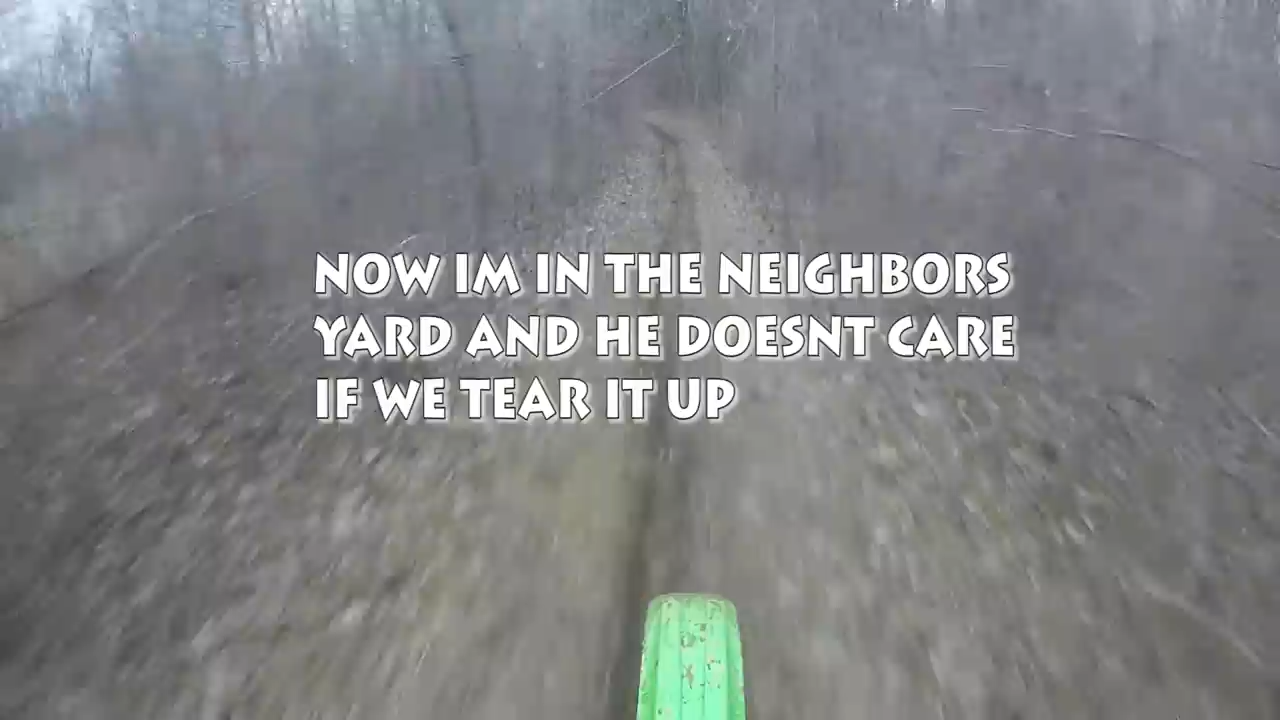 NOW IM IN THE NEIGHBORS
YARD AND HE DOESNT CARE
IF WE TEAR IT UP